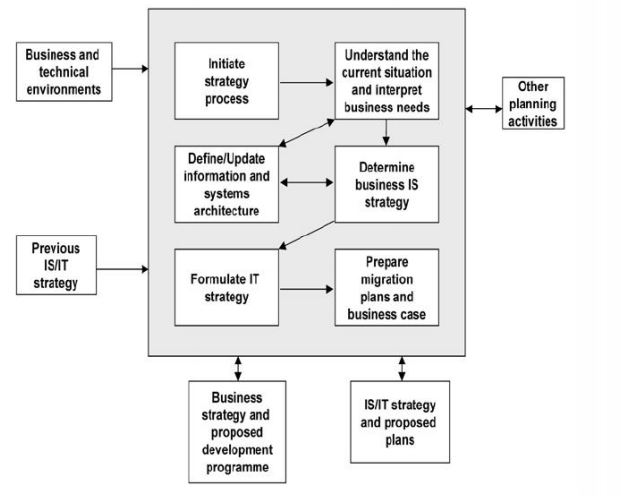 Business and
technical
environments
Initiate
strategy
process
Understand the
current situation
and interpret
business needs
Other
planning
activities
Define/Update
information and
systems
architecture
Determine
business IS
strategy
Previous
IS/IT
strategy
Formulate IT
strategy
Prepare
migration
plans and
business case
Business
strategy and
proposed
development
programme
IS/IT strategy
and proposed
plans